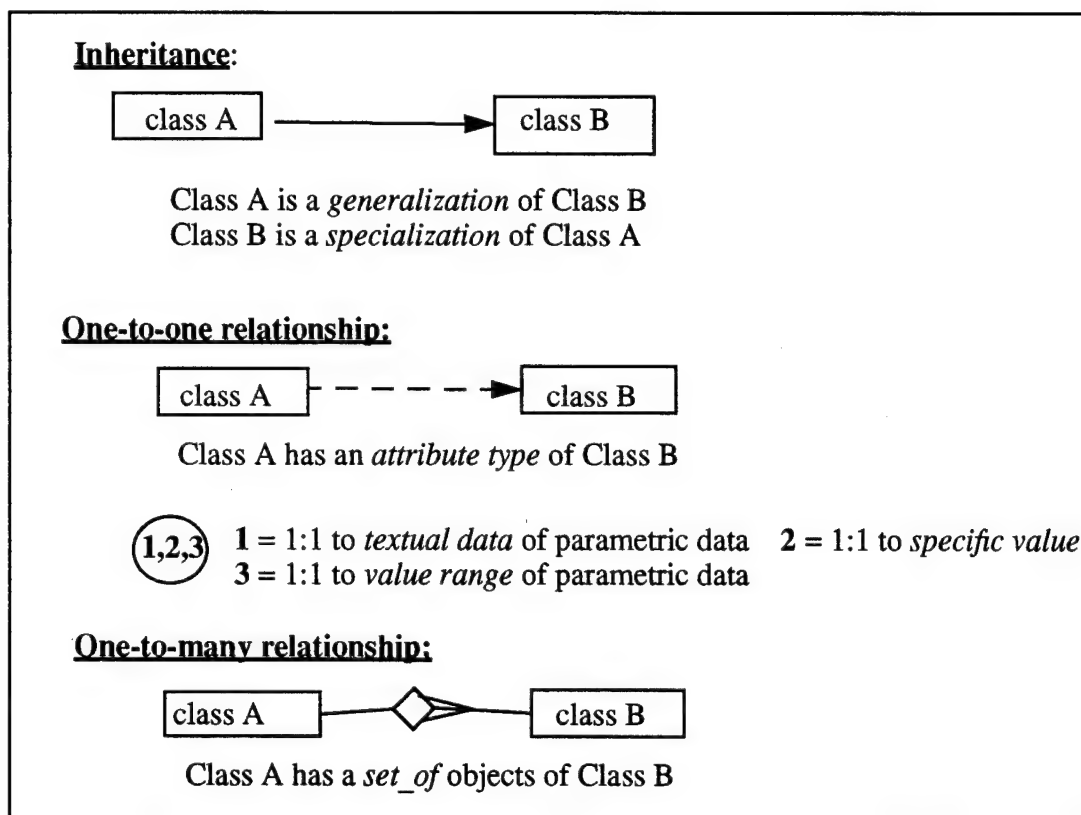 Inheritance:
class A
class B
Class A is a generalization of Class B
Class B is a specialization of Class A
One-to-one relationship:
class A
class B
Class A has an attribute type of Class B
1,2,3
1 = 1:1 to textual data of parametric data 2 = 1:1 to specific value
3 = 1:1 to value range of parametric data
One-to-many relationship:
class A
class B
Class A has a set_of objects of Class B